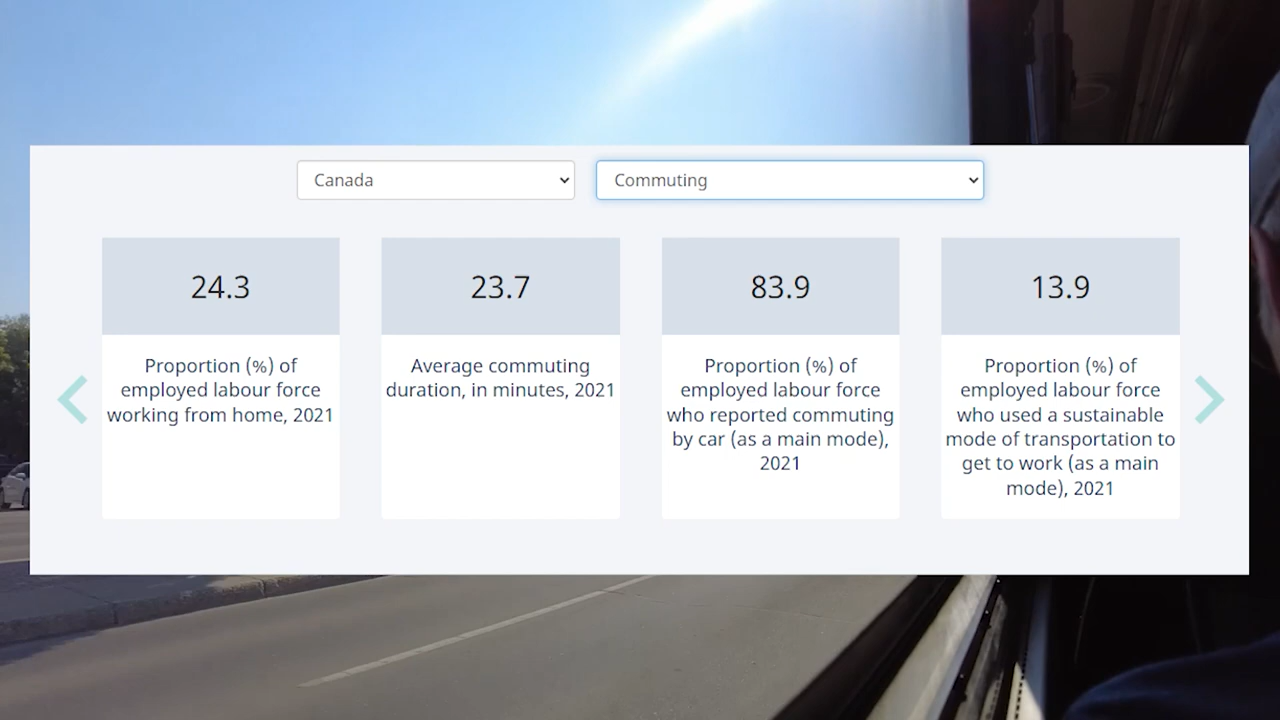 Canada
Commuting
24.3
23.7
83.9
13.9
Proportion (%) of
employed labour force
working from home, 2021
Average commuting
duration, in minutes, 2021
Proportion (%) of
employed labour force
who reported commuting
by car (as a main mode),
2021
Proportion (%) of
employed labour force
who used a sustainable
mode of transportation to
get to work (as a main
mode), 2021